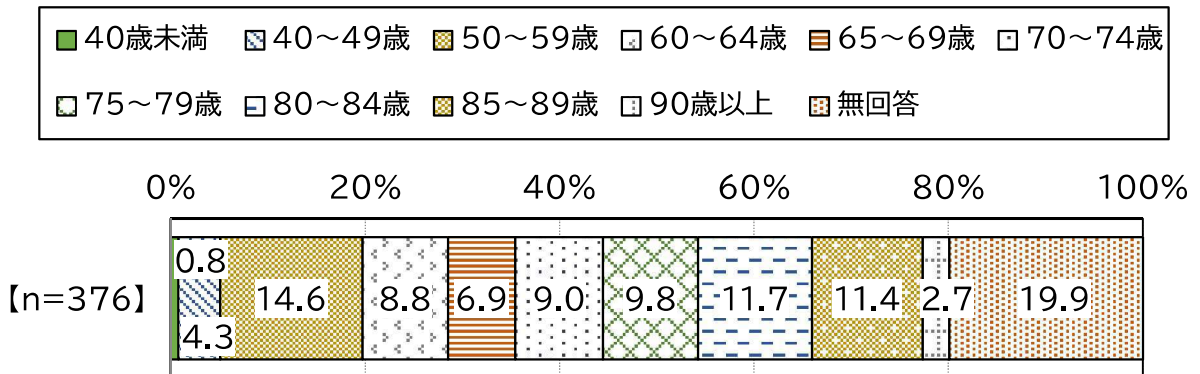 40歳未満 40～49歳 50～59歳 60～64歳 65～69歳 70～74歳
75～79歳 80～84歳 85～89歳 90歳以上 無回答
0% 20% 40% 60% 80% 100%
【n=376】 0.8 4.3 14.6 8.8 6.9 9.0 9.8 11.7 11.4 2.7 19.9